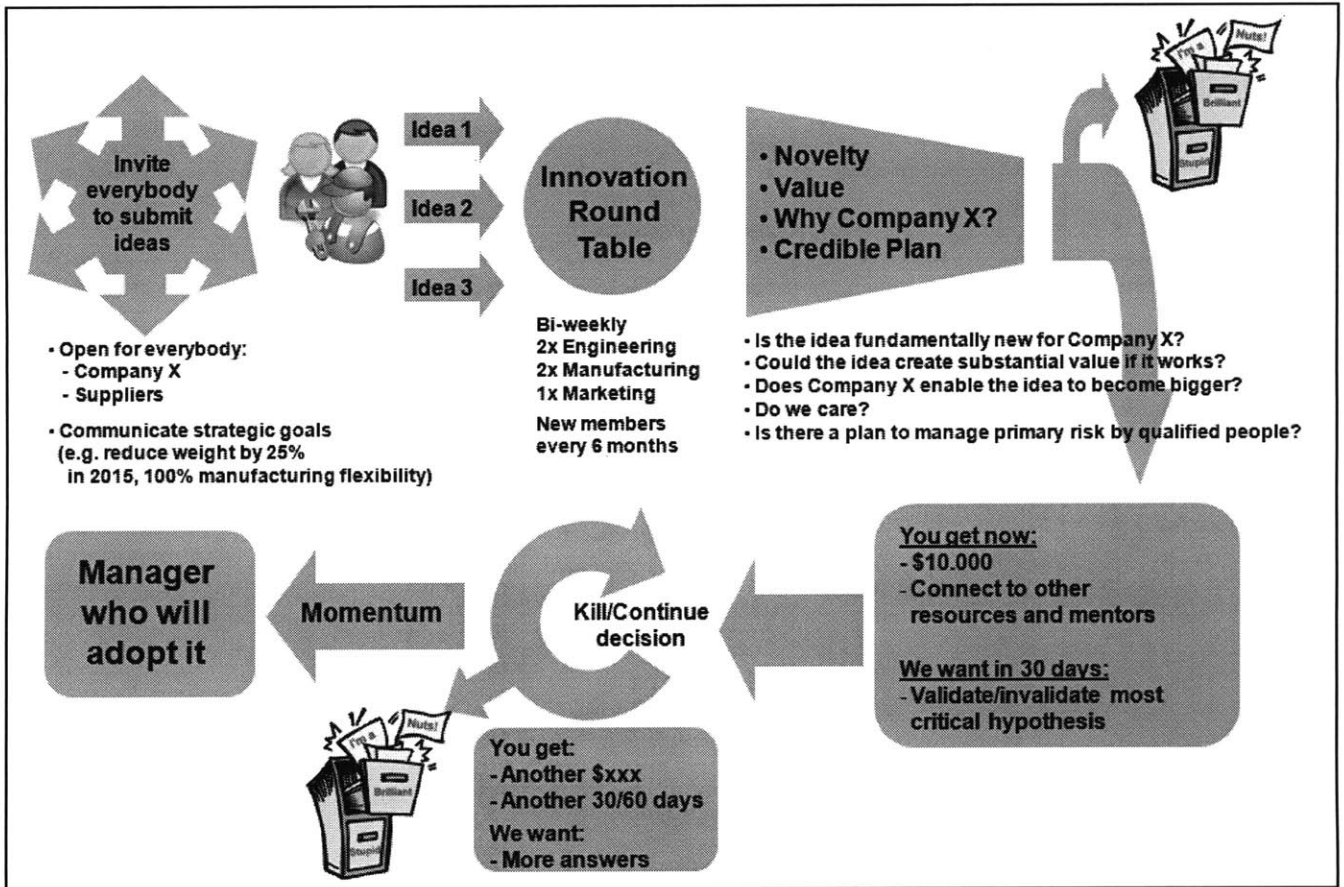 Invite
everybody
to submit
ideas
Idea 1
Idea 2
Idea 3
Innovation
Round
Table
• Novelty
• Value
• Why Company X?
• Credible Plan
I'm a
Nuts!
Brilliant
Stupid
• Open for everybody:
- Company X
- Suppliers
• Communicate strategic goals
(e.g. reduce weight by 25%
in 2015, 100% manufacturing flexibility)
Bi-weekly
2x Engineering
2x Manufacturing
1x Marketing
New members
every 6 months
• Is the idea fundamentally new for Company X?
• Could the idea create substantial value if it works?
• Does Company X enable the idea to become bigger?
• Do we care?
• Is there a plan to manage primary risk by qualified people?
Manager
who will
adopt it
Momentum
Kill/Continue
decision
You get now:
- $10.000
- Connect to other
resources and mentors
We want in 30 days:
- Validate/invalidate most
critical hypothesis
I'm a
Nuts!
Brilliant
Stupid
You get:
- Another $xxx
- Another 30/60 days
We want:
- More answers